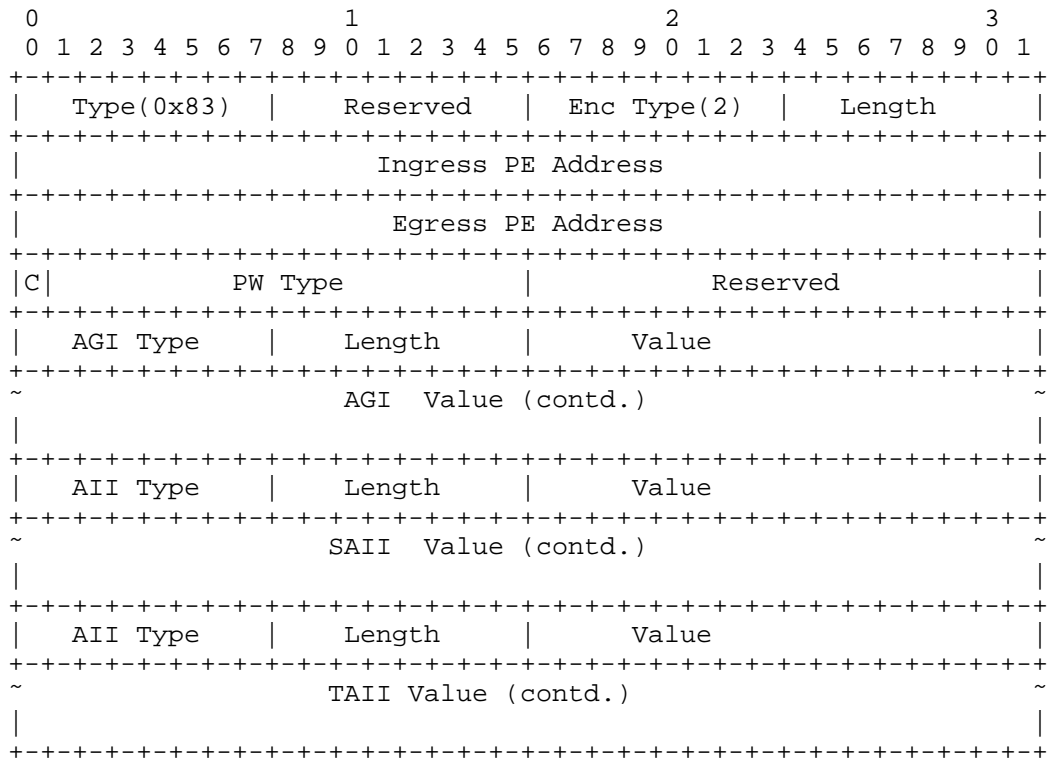 0                   1                   2                   3
 0 1 2 3 4 5 6 7 8 9 0 1 2 3 4 5 6 7 8 9 0 1 2 3 4 5 6 7 8 9 0 1
+-+-+-+-+-+-+-+-+-+-+-+-+-+-+-+-+-+-+-+-+-+-+-+-+-+-+-+-+-+-+-+-+
|   Type(0x83)  |    Reserved   |  Enc Type(2)  |   Length      |
+-+-+-+-+-+-+-+-+-+-+-+-+-+-+-+-+-+-+-+-+-+-+-+-+-+-+-+-+-+-+-+-+
|                      Ingress PE Address                       |
+-+-+-+-+-+-+-+-+-+-+-+-+-+-+-+-+-+-+-+-+-+-+-+-+-+-+-+-+-+-+-+-+
|                       Egress PE Address                       |
+-+-+-+-+-+-+-+-+-+-+-+-+-+-+-+-+-+-+-+-+-+-+-+-+-+-+-+-+-+-+-+-+
|C|           PW Type             |           Reserved            |
+-+-+-+-+-+-+-+-+-+-+-+-+-+-+-+-+-+-+-+-+-+-+-+-+-+-+-+-+-+-+-+-+
|   AGI Type    |    Length     |      Value                    |
+-+-+-+-+-+-+-+-+-+-+-+-+-+-+-+-+-+-+-+-+-+-+-+-+-+-+-+-+-+-+-+-+
~                    AGI  Value (contd.)                        ~
|                                                               |
+-+-+-+-+-+-+-+-+-+-+-+-+-+-+-+-+-+-+-+-+-+-+-+-+-+-+-+-+-+-+-+-+
|   AII Type    |    Length     |      Value                    |
+-+-+-+-+-+-+-+-+-+-+-+-+-+-+-+-+-+-+-+-+-+-+-+-+-+-+-+-+-+-+-+-+
~                   SAII  Value (contd.)                        ~
|                                                               |
+-+-+-+-+-+-+-+-+-+-+-+-+-+-+-+-+-+-+-+-+-+-+-+-+-+-+-+-+-+-+-+-+
|   AII Type    |    Length     |      Value                    |
+-+-+-+-+-+-+-+-+-+-+-+-+-+-+-+-+-+-+-+-+-+-+-+-+-+-+-+-+-+-+-+-+
~                   TAII Value (contd.)                         ~
|                                                               |
+-+-+-+-+-+-+-+-+-+-+-+-+-+-+-+-+-+-+-+-+-+-+-+-+-+-+-+-+-+-+-+-+